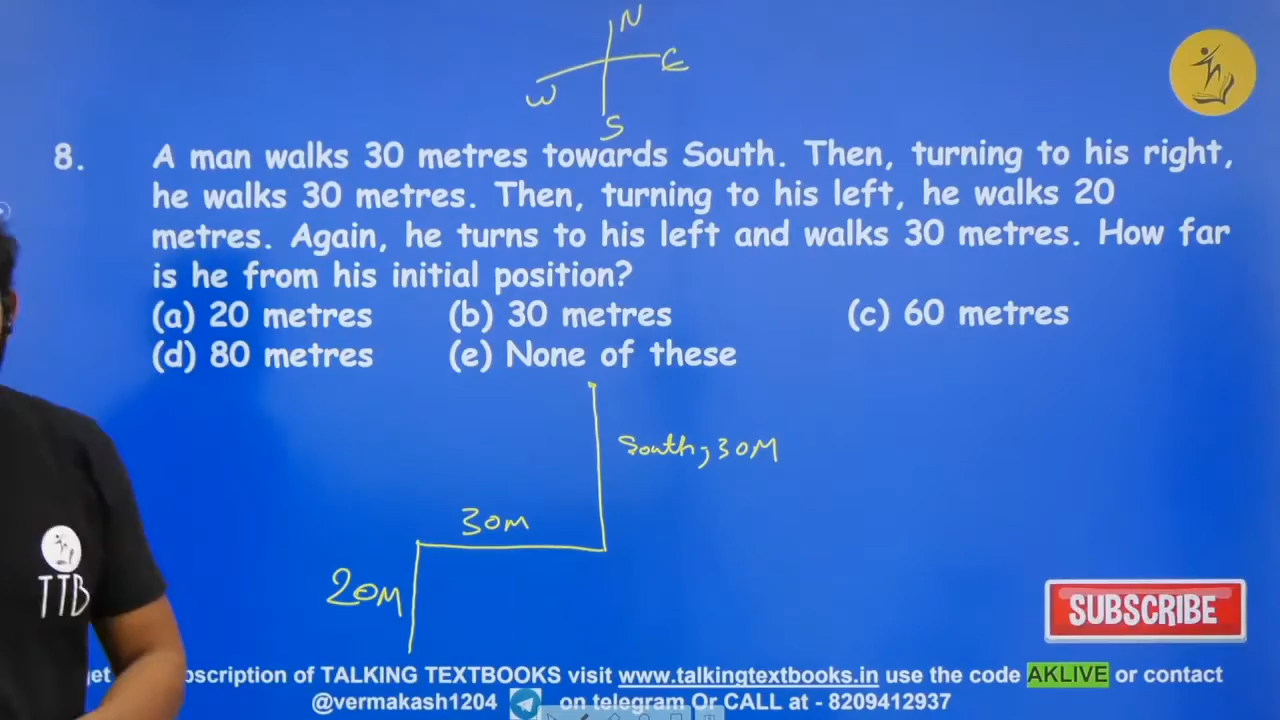 N
W E
S
8. A man walks 30 metres towards South. Then, turning to his right,
he walks 30 metres. Then, turning to his left, he walks 20
metres. Again, he turns to his left and walks 30 metres. How far
is he from his initial position?
(a) 20 metres (b) 30 metres (c) 60 metres
(d) 80 metres (e) None of these
South, 30M
30M
20M
TTB
SUBSCRIBE
of TALKING TEXTBOOKS visit www.talkingtextbooks.in use the code AKLIVE or contact
@vermakash1204 on telegram Or CALL at - 8209412937